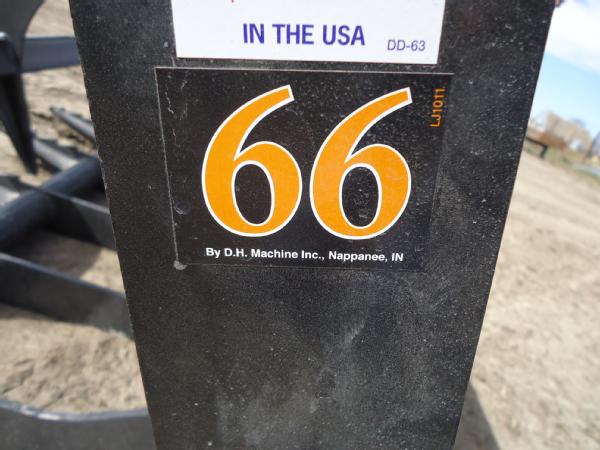 IN THE USA DD-63
66
LJ1011
By D.H. Machine Inc., Nappanee, IN